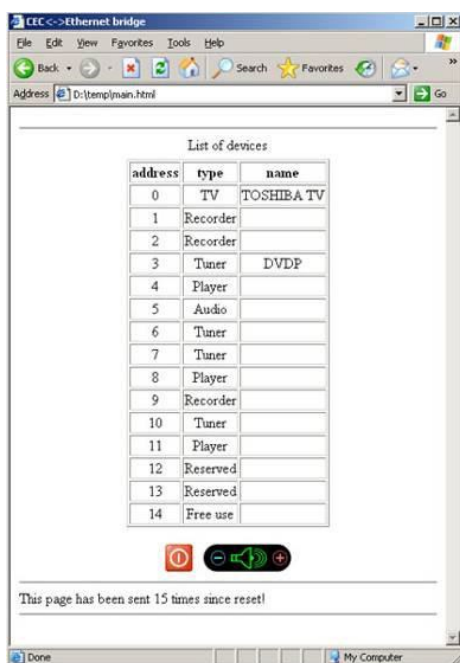 CEC<->Ethernet bridge
File Edit View Favorites Tools Help
Back Search Favorites »
Address D:\temp\main.html Go
List of devices
address type name
0 TV TOSHIBA TV
1 Recorder
2 Recorder
3 Tuner DVDP
4 Player
5 Audio
6 Tuner
7 Tuner
8 Player
9 Recorder
10 Tuner
11 Player
12 Reserved
13 Reserved
14 Free use
This page has been sent 15 times since reset!
Done My Computer